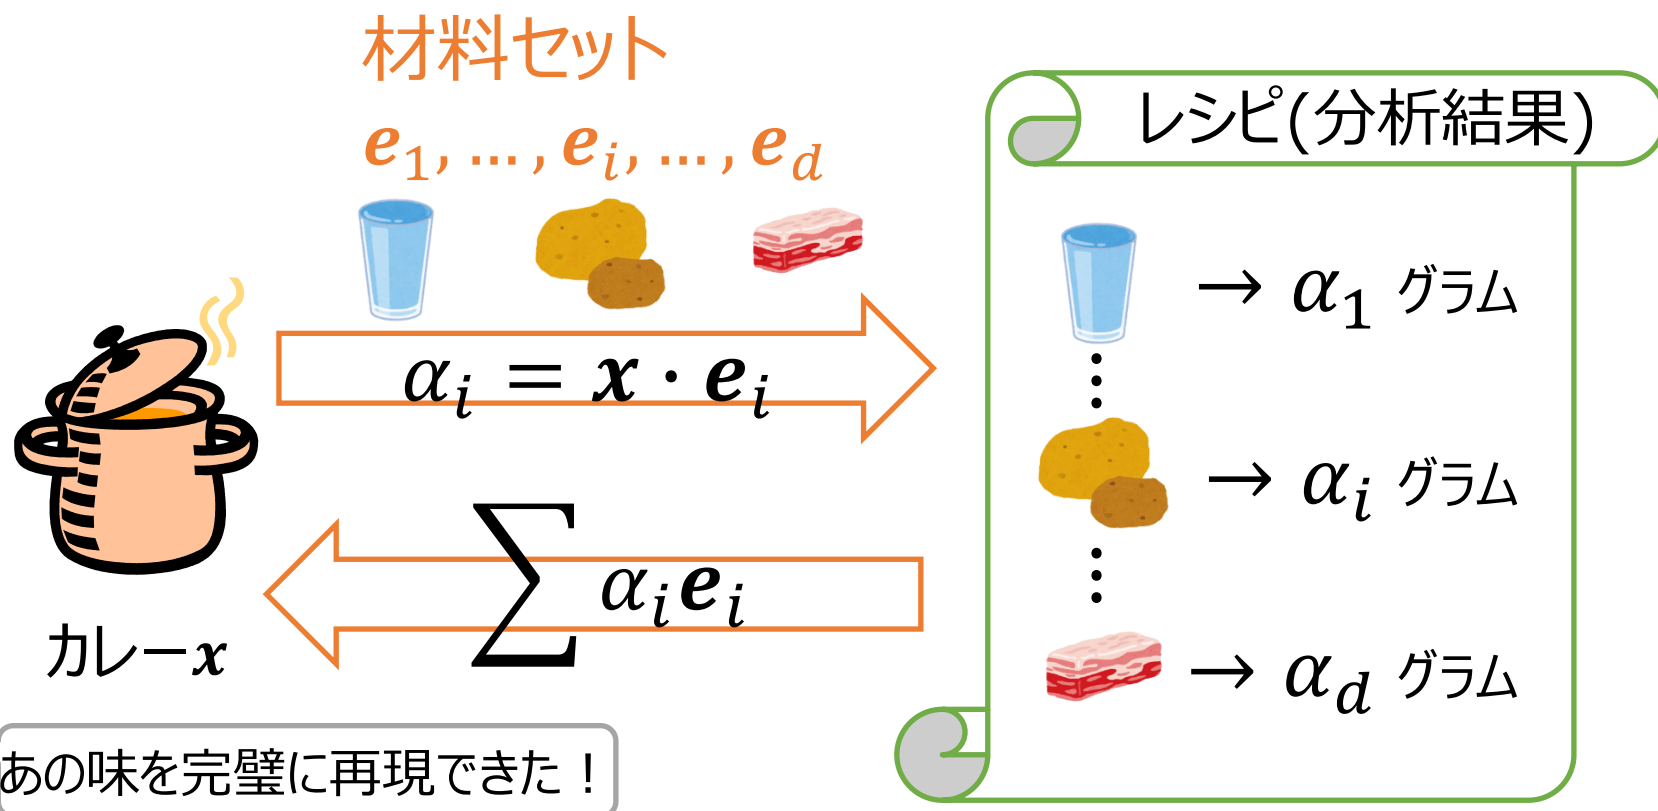 材料セット
e₁, …, eᵢ, …, e_d
αᵢ = x · eᵢ
∑ αᵢeᵢ
カレーx
あの味を完璧に再現できた！
レシピ(分析結果)
→ α₁ グラム
→ αᵢ グラム
→ α_d グラム